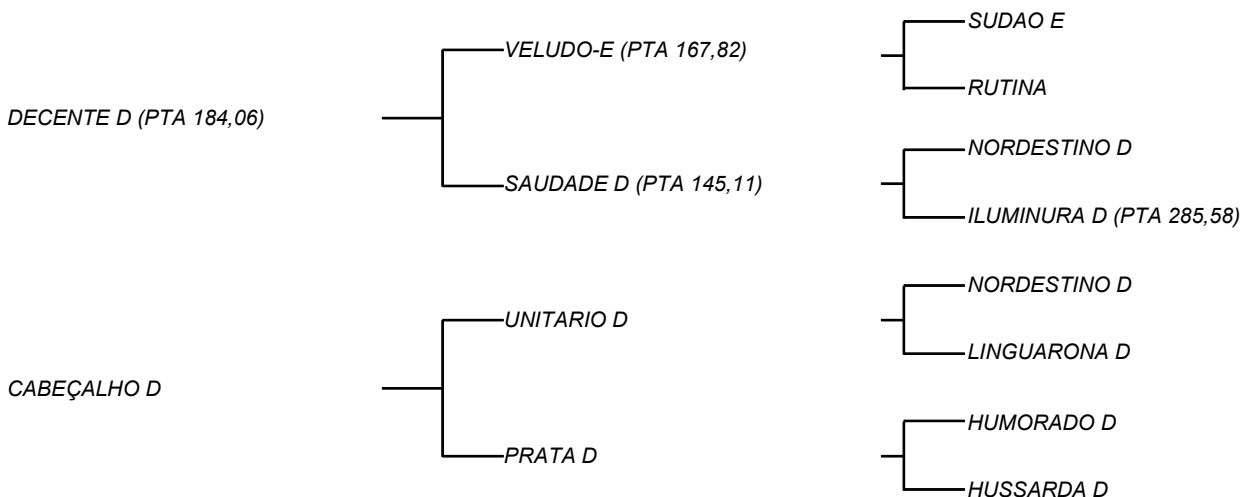 SUDAO E
VELUDO-E (PTA 167,82)
RUTINA
DECENTE D (PTA 184,06)
NORDESTINO D
SAUDADE D (PTA 145,11)
ILUMINURA D (PTA 285,58)
NORDESTINO D
UNITARIO D
LINGUARONA D
CABEÇALHO D
HUMORADO D
PRATA D
HUSSARDA D